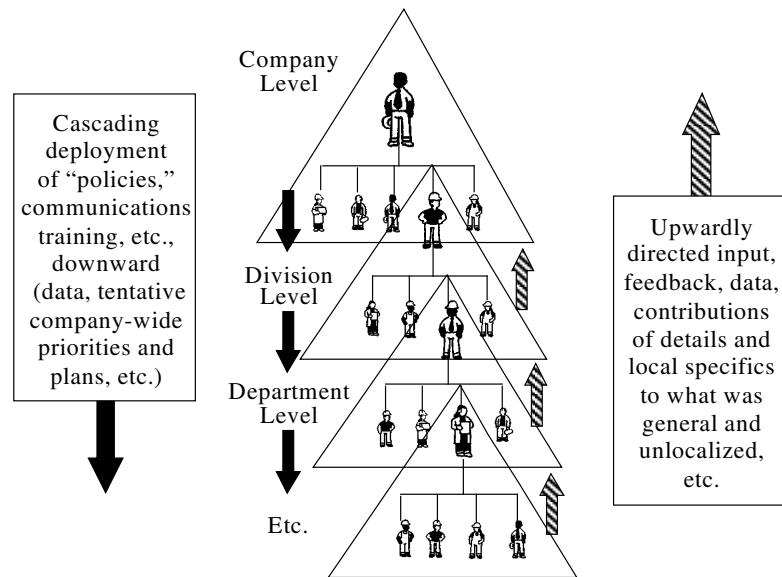 Company
Level
Cascading
deployment
of “policies,”
communications
training, etc.,
downward
(data, tentative
company-wide
priorities and
plans, etc.)
Division
Level
Department
Level
Etc.
Upwardly
directed input,
feedback, data,
contributions
of details and
local specifics
to what was
general and
unlocalized,
etc.